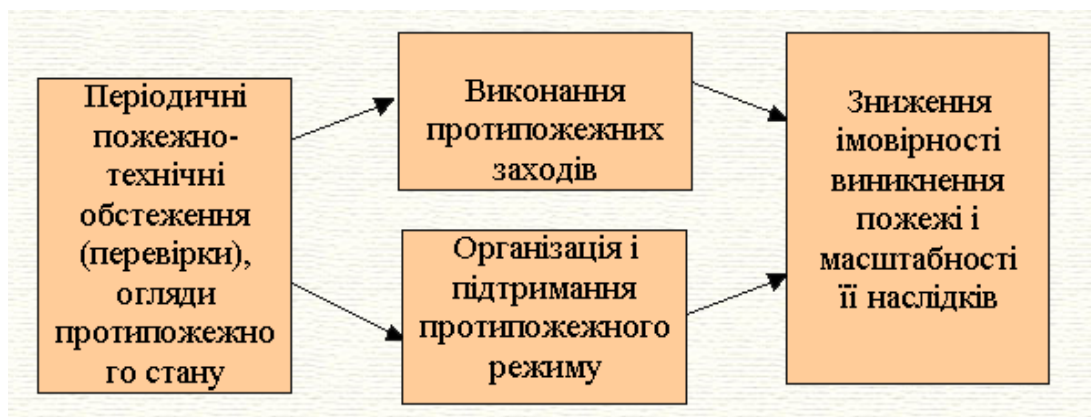 Періодичні
пожежно-
технічні
обстеження
(перевірки),
огляди
протипожежно
го стану
Виконання
протипожежних
заходів
Організація і
підтримання
протипожежного
режиму
Зниження
імовірності
виникнення
пожежі і
масштабності
її наслідків